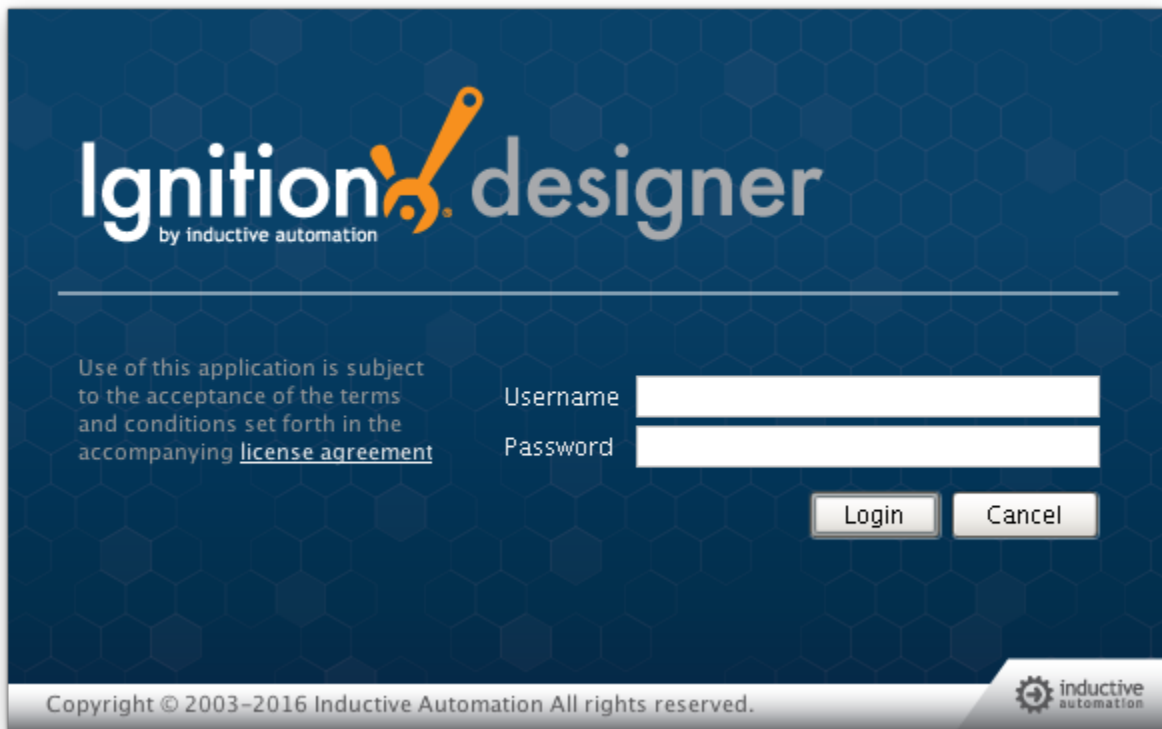 Ignition designer
by inductive automation
Use of this application is subject
to the acceptance of the terms
and conditions set forth in the
accompanying license agreement
Username
Password
Login Cancel
Copyright © 2003-2016 Inductive Automation All rights reserved.
inductive
automation